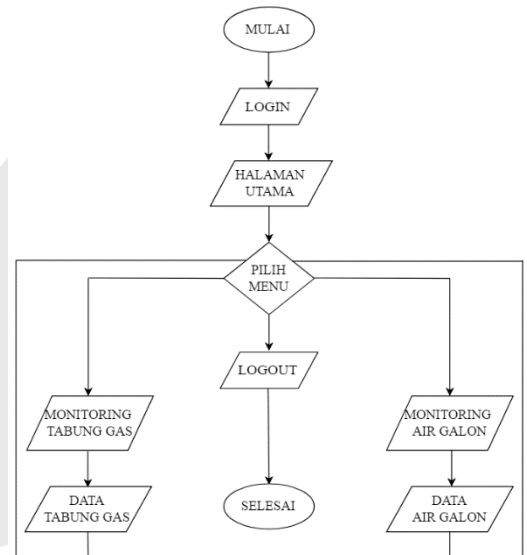 MULAI
LOGIN
HALAMAN
UTAMA
PILIH
MENU
LOGOUT
MONITORING
TABUNG GAS
MONITORING
AIR GALON
DATA
TABUNG GAS
SELESAI
DATA
AIR GALON